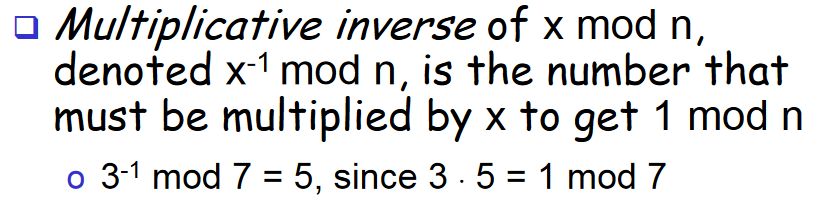 ❑ Multiplicative inverse of x mod n,
denoted x⁻¹ mod n, is the number that
must be multiplied by x to get 1 mod n
o 3⁻¹ mod 7 = 5, since 3 · 5 = 1 mod 7